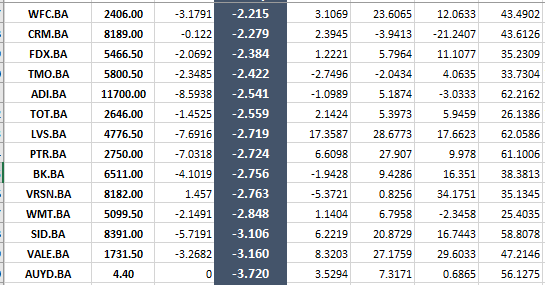 WFC.BA 2406.00 -3.1791 -2.215 3.1069 23.6065 12.0633 43.4902
CRM.BA 8189.00 -0.122 -2.279 2.3945 -3.9413 -21.2407 43.6126
FDX.BA 5466.50 -2.0692 -2.384 1.2221 5.7964 11.1077 35.2309
TMO.BA 5800.50 -2.3485 -2.422 -2.7496 -2.0434 4.0635 33.7304
ADI.BA 11700.00 -8.5938 -2.541 -1.0989 5.1874 -3.0333 62.2162
TOT.BA 2646.00 -1.4525 -2.559 2.1424 5.3973 5.9459 26.1386
LVS.BA 4776.50 -7.6916 -2.719 17.3587 28.6773 17.6623 62.0586
PTR.BA 2750.00 -7.0318 -2.724 6.6098 27.907 9.978 61.1006
BK.BA 6511.00 -4.1019 -2.756 -1.9428 9.4286 16.351 38.3813
VRSN.BA 8182.00 1.457 -2.763 -5.3721 0.8256 34.1751 35.1345
WMT.BA 5099.50 -2.1491 -2.848 1.1404 6.7958 -2.3458 25.4035
SID.BA 8391.00 -5.7191 -3.106 6.2219 20.8729 16.7443 58.8078
VALE.BA 1731.50 -3.2682 -3.160 8.3203 27.1759 29.6033 47.2146
AUYD.BA 4.40 0 -3.720 3.5294 7.3171 0.6865 56.1275